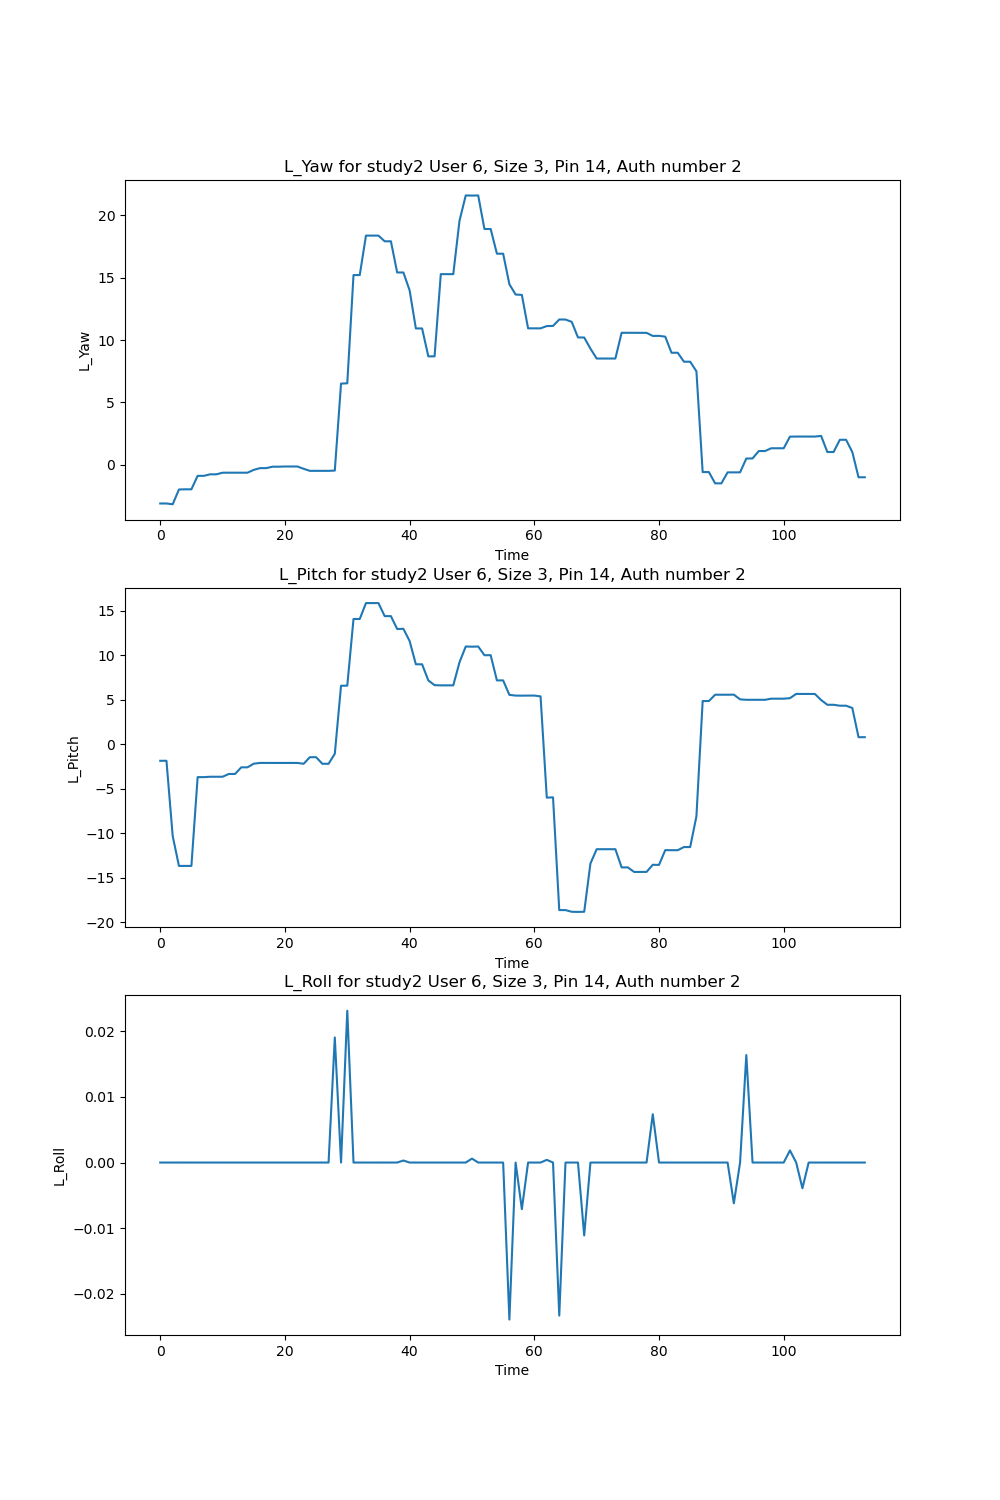 L_Yaw for study2 User 6, Size 3, Pin 14, Auth number 2
20
15
10
5
0
L_Yaw
0 20 40 60 80 100
Time
L_Pitch for study2 User 6, Size 3, Pin 14, Auth number 2
15
10
5
0
−5
−10
−15
−20
L_Pitch
0 20 40 60 80 100
Time
L_Roll for study2 User 6, Size 3, Pin 14, Auth number 2
0.02
0.01
0.00
−0.01
−0.02
L_Roll
0 20 40 60 80 100
Time